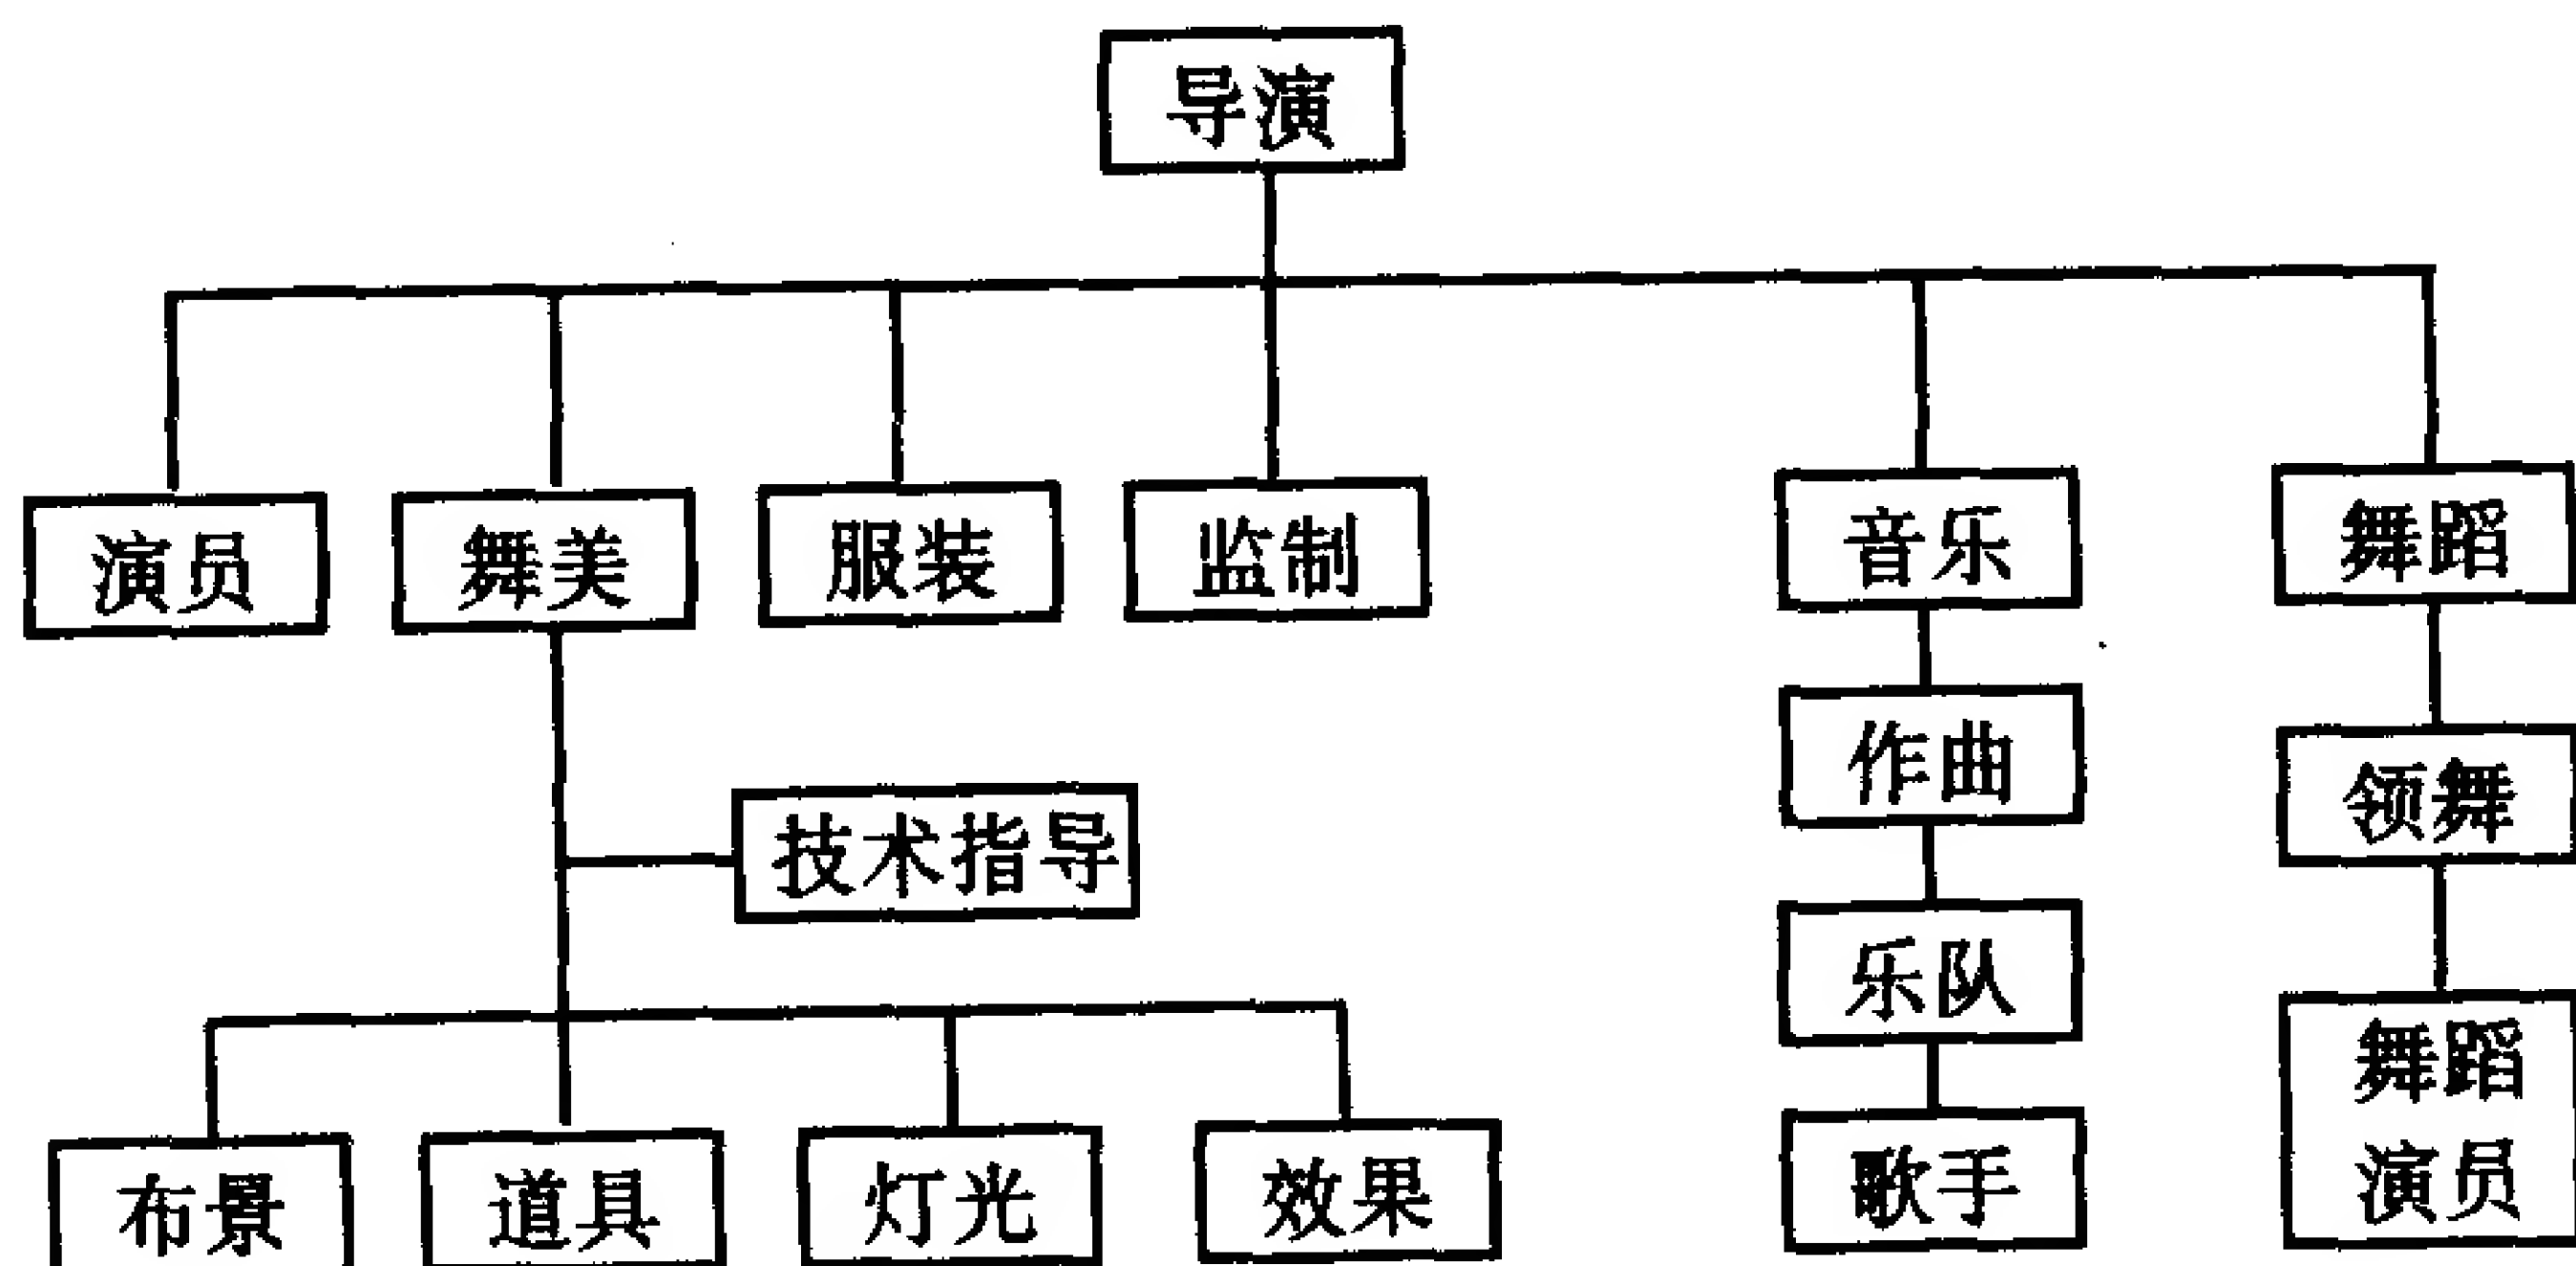 导演
演员
舞美
服装
监制
音乐
舞蹈
作曲
领舞
技术指导
乐队
舞蹈
演员
布景
道具
灯光
效果
歌手